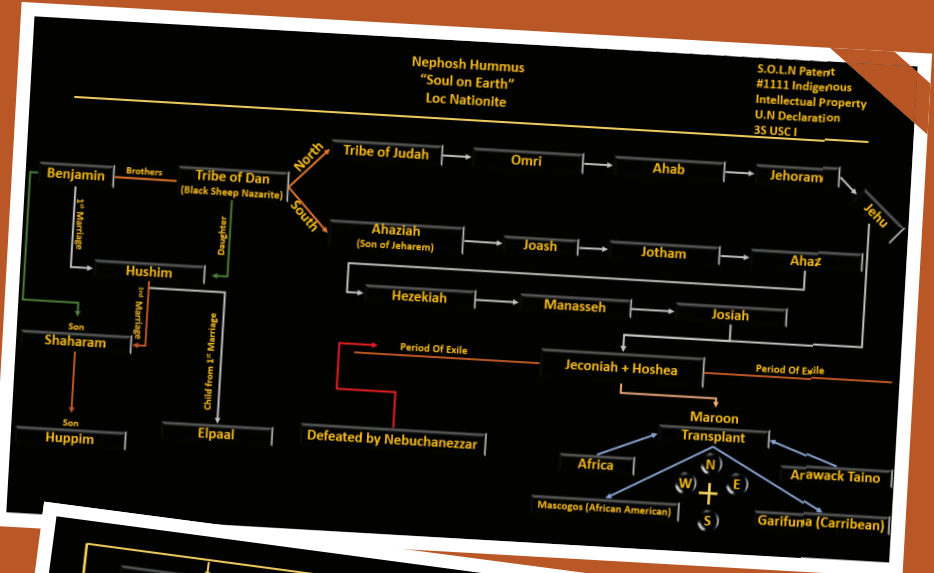 Nephosh Hummus
“Soul on Earth”
Loc Nationite
S.O.L.N Patent
#1111 Indigenous
Intellectual Property
U.N Declaration
3S USC I
Benjamin
Brothers
Tribe of Dan
(Black Sheep Nazarite)
North
South
Tribe of Judah
Omri
Ahab
Jehoram
Jehu
1st Marriage
Daughter
Ahaziah
(Son of Jeharem)
Joash
Jotham
Ahaz
Hushim
2nd Marriage
Child from 1st Marriage
Hezekiah
Manasseh
Josiah
Son
Shaharam
Period Of Exile
Jeconiah + Hoshea
Period Of Exile
Son
Huppim
Elpaal
Defeated by Nebuchanezzar
Maroon
Transplant
Africa
N
W
E
S
Arawack Taino
Mascogos (African American)
Garifuna (Carribean)